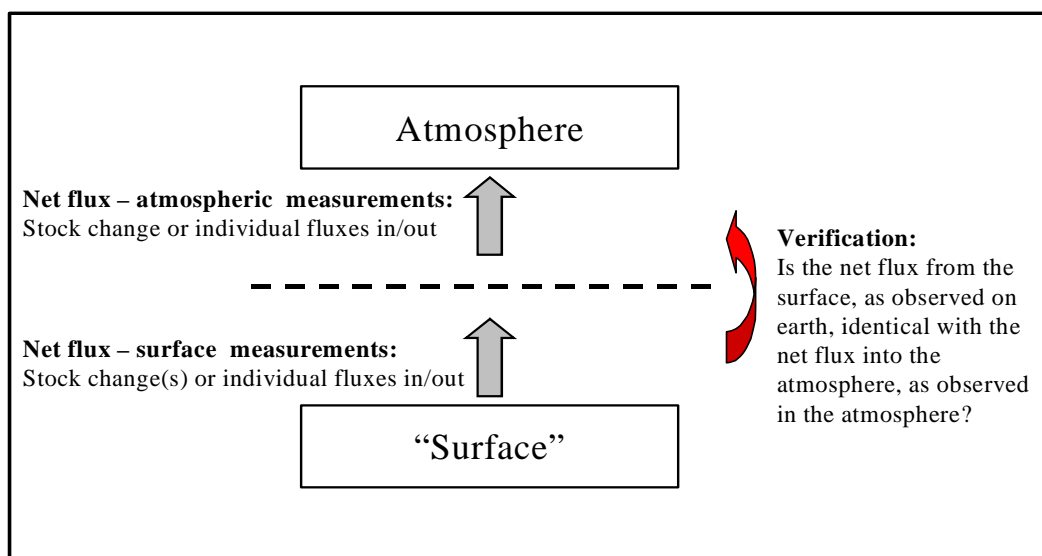 Atmosphere
Net flux – atmospheric measurements:
Stock change or individual fluxes in/out
Verification:
Is the net flux from the
surface, as observed on
earth, identical with the
net flux into the
atmosphere, as observed
in the atmosphere?
Net flux – surface measurements:
Stock change(s) or individual fluxes in/out
“Surface”